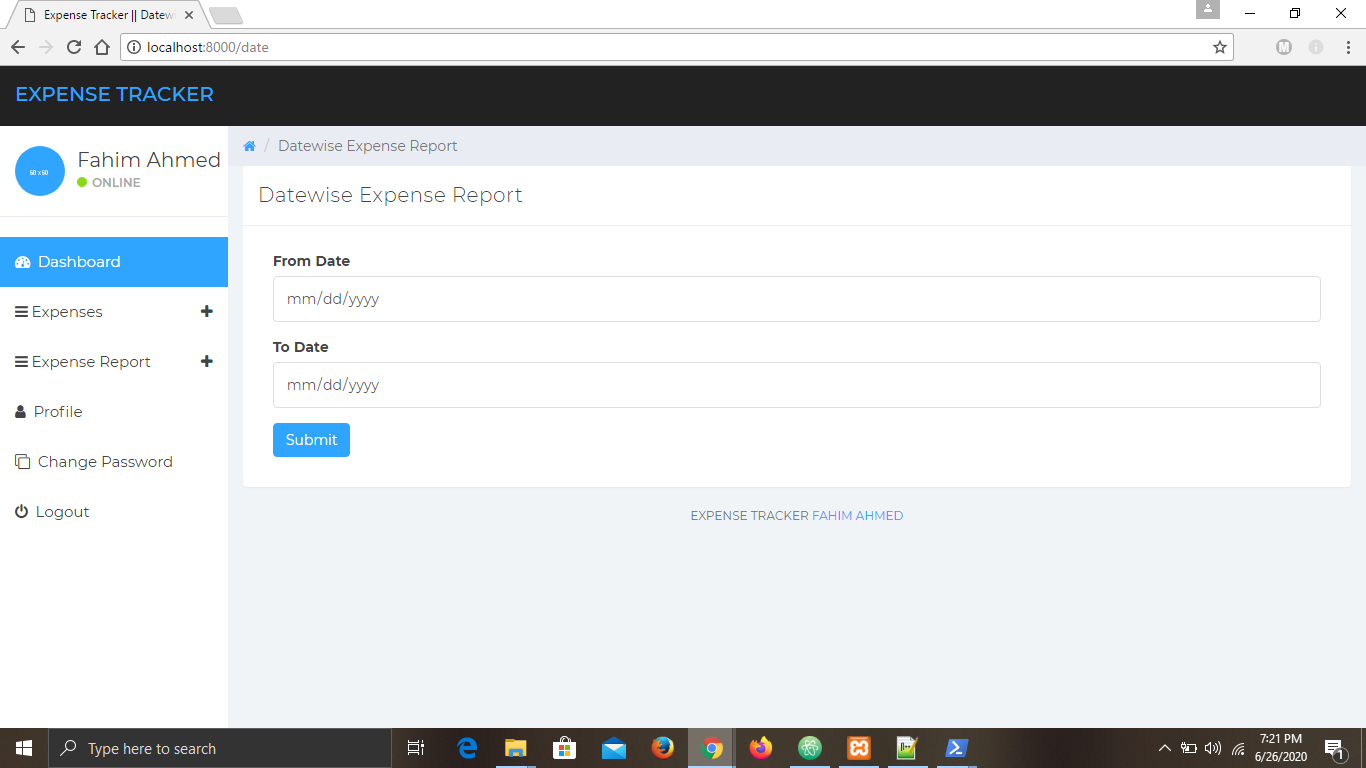 Expense Tracker || Datew
localhost:8000/date
EXPENSE TRACKER
50 x 50
Fahim Ahmed
ONLINE
Dashboard
Expenses
Expense Report
Profile
Change Password
Logout
/ Datewise Expense Report
Datewise Expense Report
From Date
mm/dd/yyyy
To Date
mm/dd/yyyy
Submit
EXPENSE TRACKER FAHIM AHMED
Type here to search
7:21 PM
6/26/2020
1